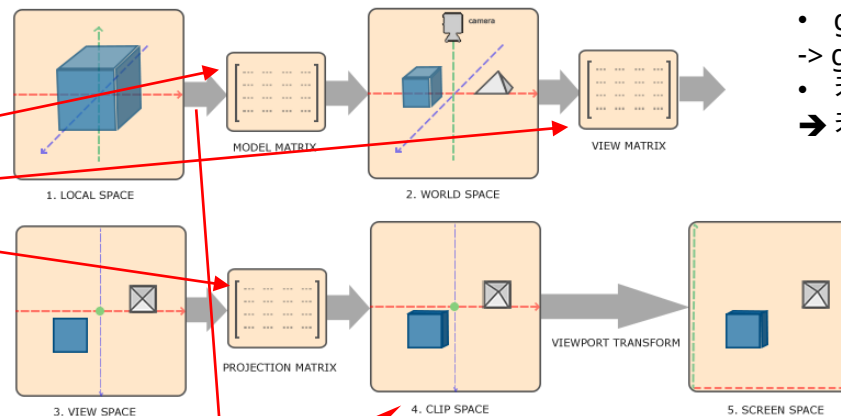 camera
• g
-> g
•
➔
MODEL MATRIX
VIEW MATRIX
1. LOCAL SPACE
2. WORLD SPACE
PROJECTION MATRIX
VIEWPORT TRANSFORM
3. VIEW SPACE
4. CLIP SPACE
5. SCREEN SPACE